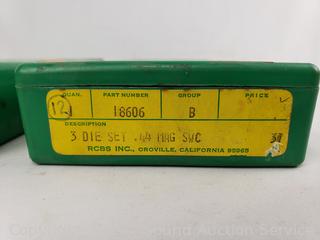 QUAN. PART NUMBER GROUP PRICE
12 18606 B
DESCRIPTION
3 DIE SET .44 MAG SWC
RCBS INC., OROVILLE, CALIFORNIA 95965